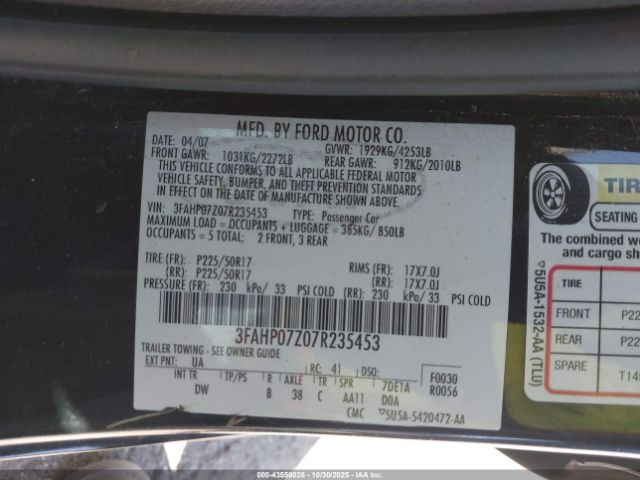 MFD. BY FORD MOTOR CO.
DATE: 04/07 GVWR: 1929KG/4253LB
FRONT GAWR: 1031KG/2272LB REAR GAWR: 912KG/2010LB
THIS VEHICLE CONFORMS TO ALL APPLICABLE FEDERAL MOTOR
VEHICLE SAFETY, BUMPER, AND THEFT PREVENTION STANDARDS
IN EFFECT ON THE DATE OF MANUFACTURE SHOWN ABOVE.
VIN: 3FAHP07Z07R235453 TYPE: Passenger Car
MAXIMUM LOAD = OCCUPANTS + LUGGAGE = 385KG/ 850LB
OCCUPANTS = 5 TOTAL; 2 FRONT, 3 REAR
TIRE (FR): P225/50R17 RIMS (FR): 17X7.0J
(RR): P225/50R17 (RR): 17X7.0J
PRESSURE (FR): 230 kPa/ 33 PSI COLD (RR): 230 kPa/ 33 PSI COLD
3FAHP07Z07R235453
TRAILER TOWING - SEE OWNER GUIDE
EXT PNT: UA RC: 41 DSO: F0030
R0056
INT TR TP/PS R AXLE TR SPR 7DE1A
DW B 38 C AA11 D0A
CMC ▽5U5A-5420472-AA
TIR
SEATING
The combined w
and cargo sh
TIRE
FRONT P22
REAR P22
SPARE T14
▽5U5A-1532-AA (TLU)
000-43558028 - 10/30/2025 - COPYRIGHT IAA